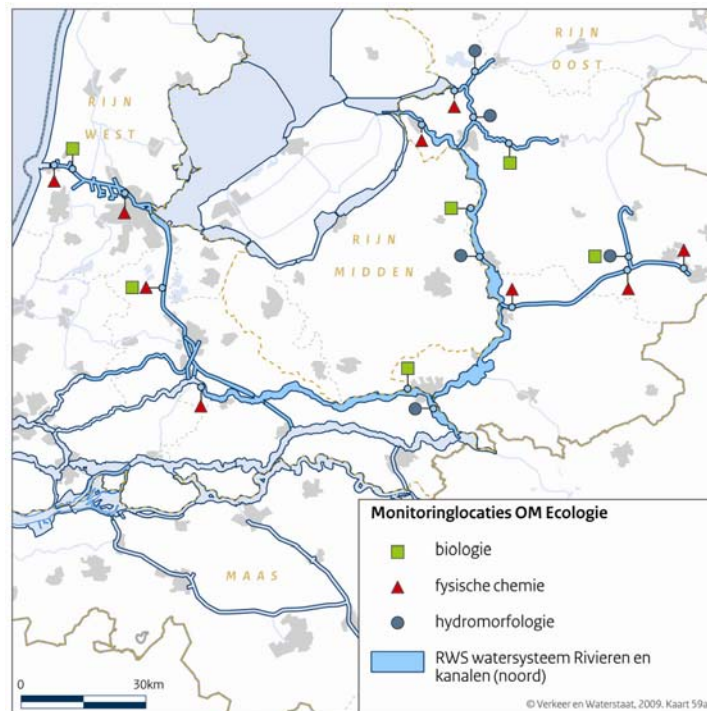 RIJN
OOST
RIJN
WEST
RIJN
MIDDEN
MAAS
Monitoringlocaties OM Ecologie
biologie
fysische chemie
hydromorfologie
RWS watersysteem Rivieren en
kanalen (noord)
0 30km
© Verkeer en Waterstaat, 2009. Kaart 59a